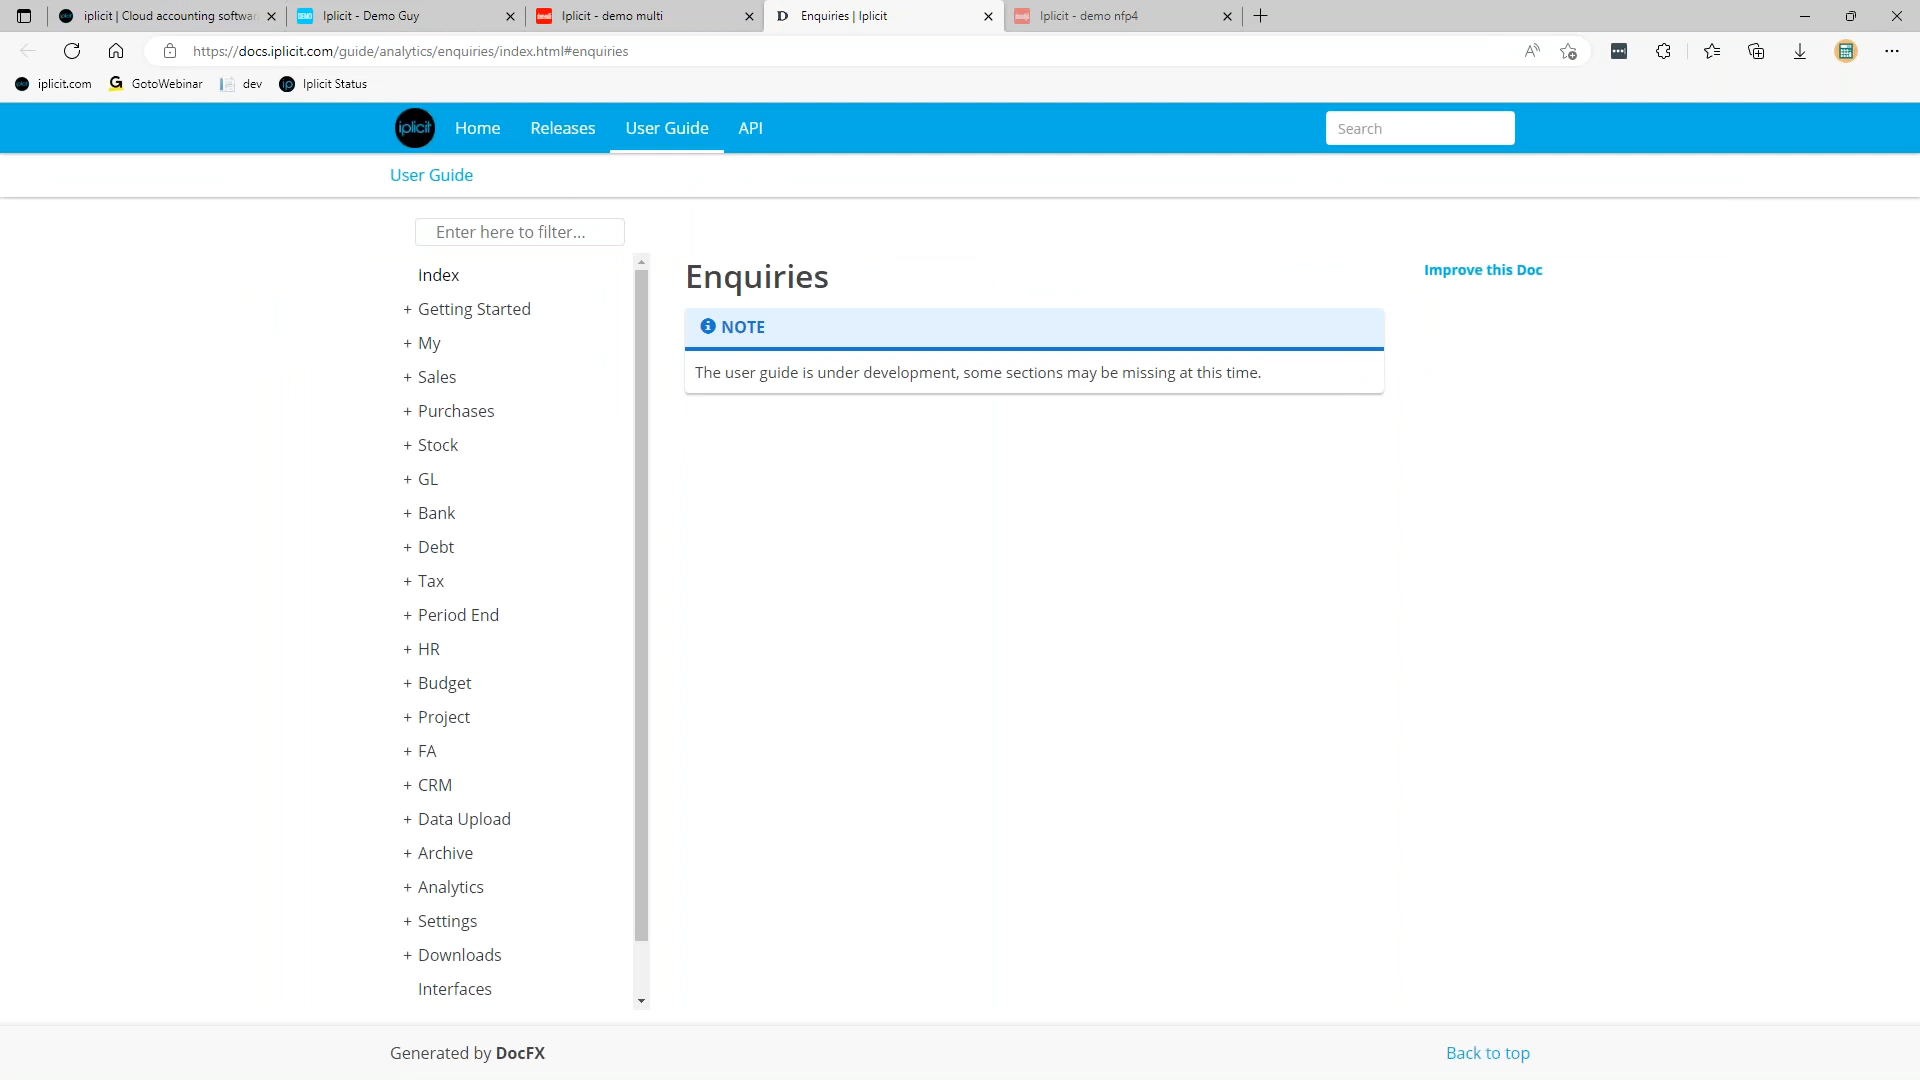 iplicit | Cloud accounting softwar
Iplicit - Demo Guy
Iplicit - demo multi
Enquiries | Iplicit
Iplicit - demo nfp4
https://docs.iplicit.com/guide/analytics/enquiries/index.html#enquiries
iplicit.com
GotoWebinar
dev
Iplicit Status
iplicit
Home
Releases
User Guide
API
Search
User Guide
Enter here to filter...
Index
+ Getting Started
+ My
+ Sales
+ Purchases
+ Stock
+ GL
+ Bank
+ Debt
+ Tax
+ Period End
+ HR
+ Budget
+ Project
+ FA
+ CRM
+ Data Upload
+ Archive
+ Analytics
+ Settings
+ Downloads
Interfaces
Enquiries
NOTE
The user guide is under development, some sections may be missing at this time.
Improve this Doc
Generated by DocFX
Back to top